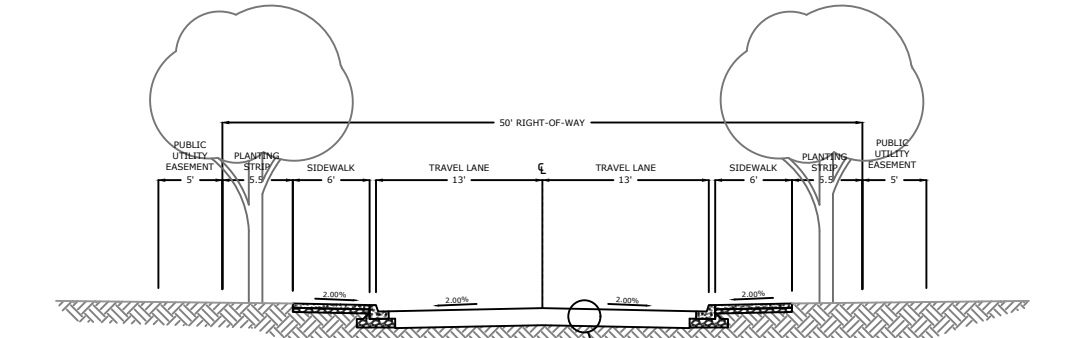 50' RIGHT-OF-WAY
PUBLIC
UTILITY
EASEMENT
5'
PLANTING
STRIP
5.5'
SIDEWALK
6'
TRAVEL LANE
13'
℄
TRAVEL LANE
13'
SIDEWALK
6'
PLANTING
STRIP
5.5'
PUBLIC
UTILITY
EASEMENT
5'
2.00%
2.00%
2.00%
2.00%